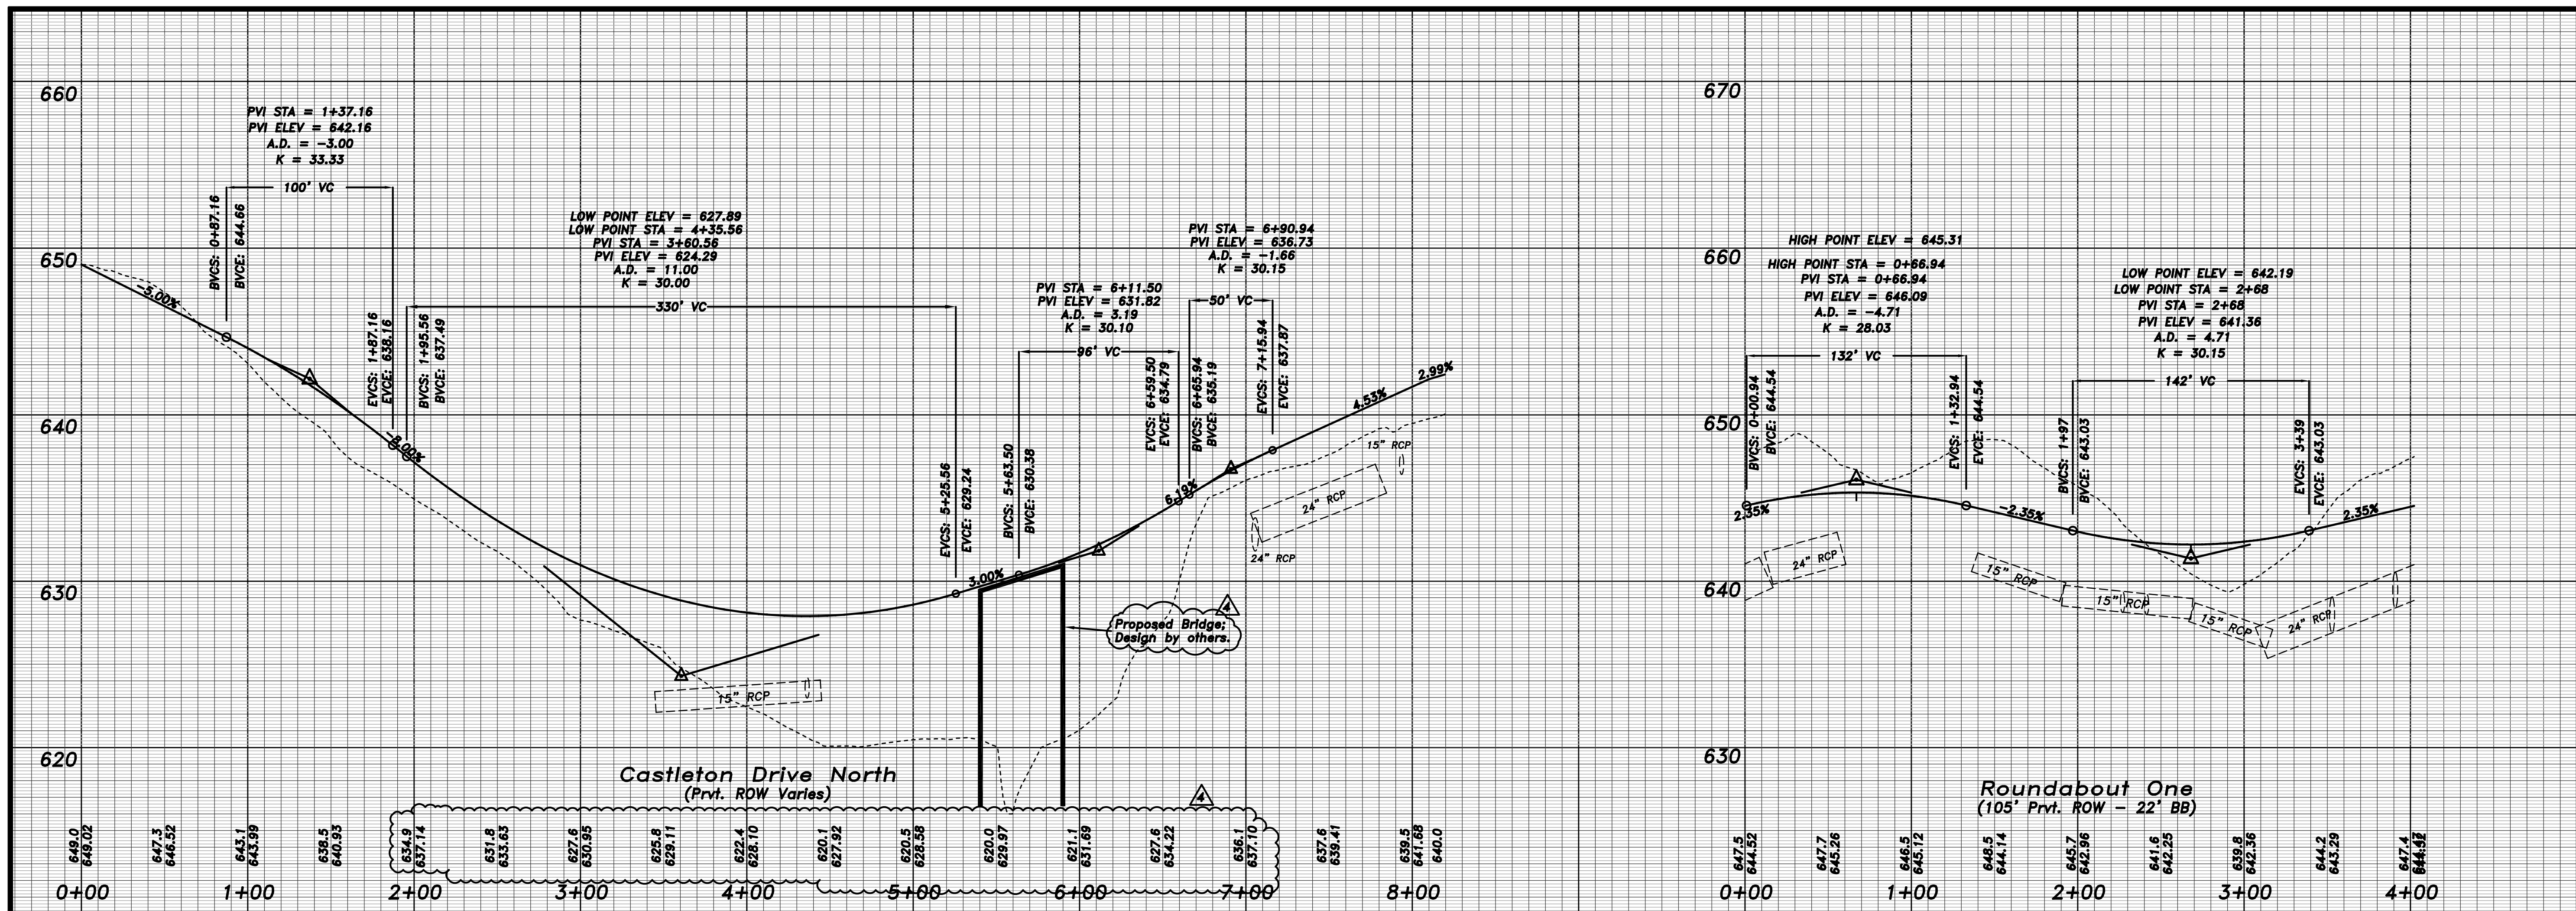 660
650
640
630
620
PVI STA = 1+37.16
PVI ELEV = 642.16
A.D. = -3.00
K = 33.33
100' VC
BVCS: 0+87.16
BVCE: 644.66
EVCS: 1+87.16
EVCE: 638.16
-5.00%
-8.00%
LOW POINT ELEV = 627.89
LOW POINT STA = 4+35.56
PVI STA = 3+60.56
PVI ELEV = 624.29
A.D. = 11.00
K = 30.00
330' VC
BVCS: 1+95.56
BVCE: 637.49
EVCS: 5+25.56
EVCE: 629.24
3.00%
PVI STA = 6+11.50
PVI ELEV = 631.82
A.D. = 3.19
K = 30.10
96' VC
BVCS: 5+63.50
BVCE: 630.38
EVCS: 6+59.50
EVCE: 634.79
6.19%
PVI STA = 6+90.94
PVI ELEV = 636.73
A.D. = -1.66
K = 30.15
50' VC
BVCS: 6+65.94
BVCE: 635.19
EVCS: 7+15.94
EVCE: 637.87
4.53%
2.99%
15" RCP
24" RCP
24" RCP
15" RCP
4
Proposed Bridge;
Design by others.
Castleton Drive North
(Prvt. ROW Varies)
4
649.0
649.02
647.3
646.52
643.1
643.99
638.5
640.93
634.9
637.14
631.8
633.63
627.6
630.95
625.8
629.11
622.4
628.10
620.1
627.92
620.5
628.58
620.0
629.97
621.1
631.69
627.6
634.22
636.1
637.10
637.6
639.41
639.5
641.68
640.0
0+00
1+00
2+00
3+00
4+00
5+00
6+00
7+00
8+00
670
660
650
640
630
HIGH POINT ELEV = 645.31
HIGH POINT STA = 0+66.94
PVI STA = 0+66.94
PVI ELEV = 646.09
A.D. = -4.71
K = 28.03
132' VC
BVCS: 0+00.94
BVCE: 644.54
EVCS: 1+32.94
EVCE: 644.54
2.35%
-2.35%
LOW POINT ELEV = 642.19
LOW POINT STA = 2+68
PVI STA = 2+68
PVI ELEV = 641.36
A.D. = 4.71
K = 30.15
142' VC
BVCS: 1+97
BVCE: 643.03
EVCS: 3+39
EVCE: 643.03
2.35%
24" RCP
15" RCP
15" RCP
15" RCP
24" RCP
Roundabout One
(105' Prvt. ROW - 22' BB)
647.5
644.52
647.7
645.26
646.5
645.12
648.5
644.14
645.7
642.96
641.6
642.25
639.8
642.36
644.2
643.29
647.4
0+00
1+00
2+00
3+00
4+00